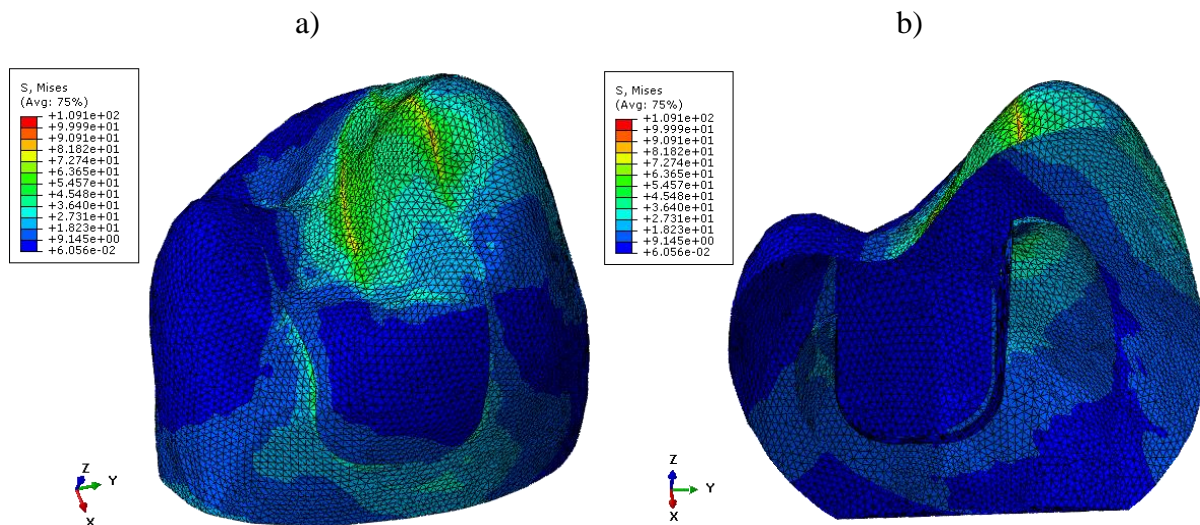 a)
b)
S, Mises
(Avg: 75%)
+1.091e+02
+9.999e+01
+9.091e+01
+8.182e+01
+7.274e+01
+6.365e+01
+5.457e+01
+4.548e+01
+3.640e+01
+2.731e+01
+1.823e+01
+9.145e+00
+6.056e-02
S, Mises
(Avg: 75%)
+1.091e+02
+9.999e+01
+9.091e+01
+8.182e+01
+7.274e+01
+6.365e+01
+5.457e+01
+4.548e+01
+3.640e+01
+2.731e+01
+1.823e+01
+9.145e+00
+6.056e-02
Z
Y
X
Z
Y
X